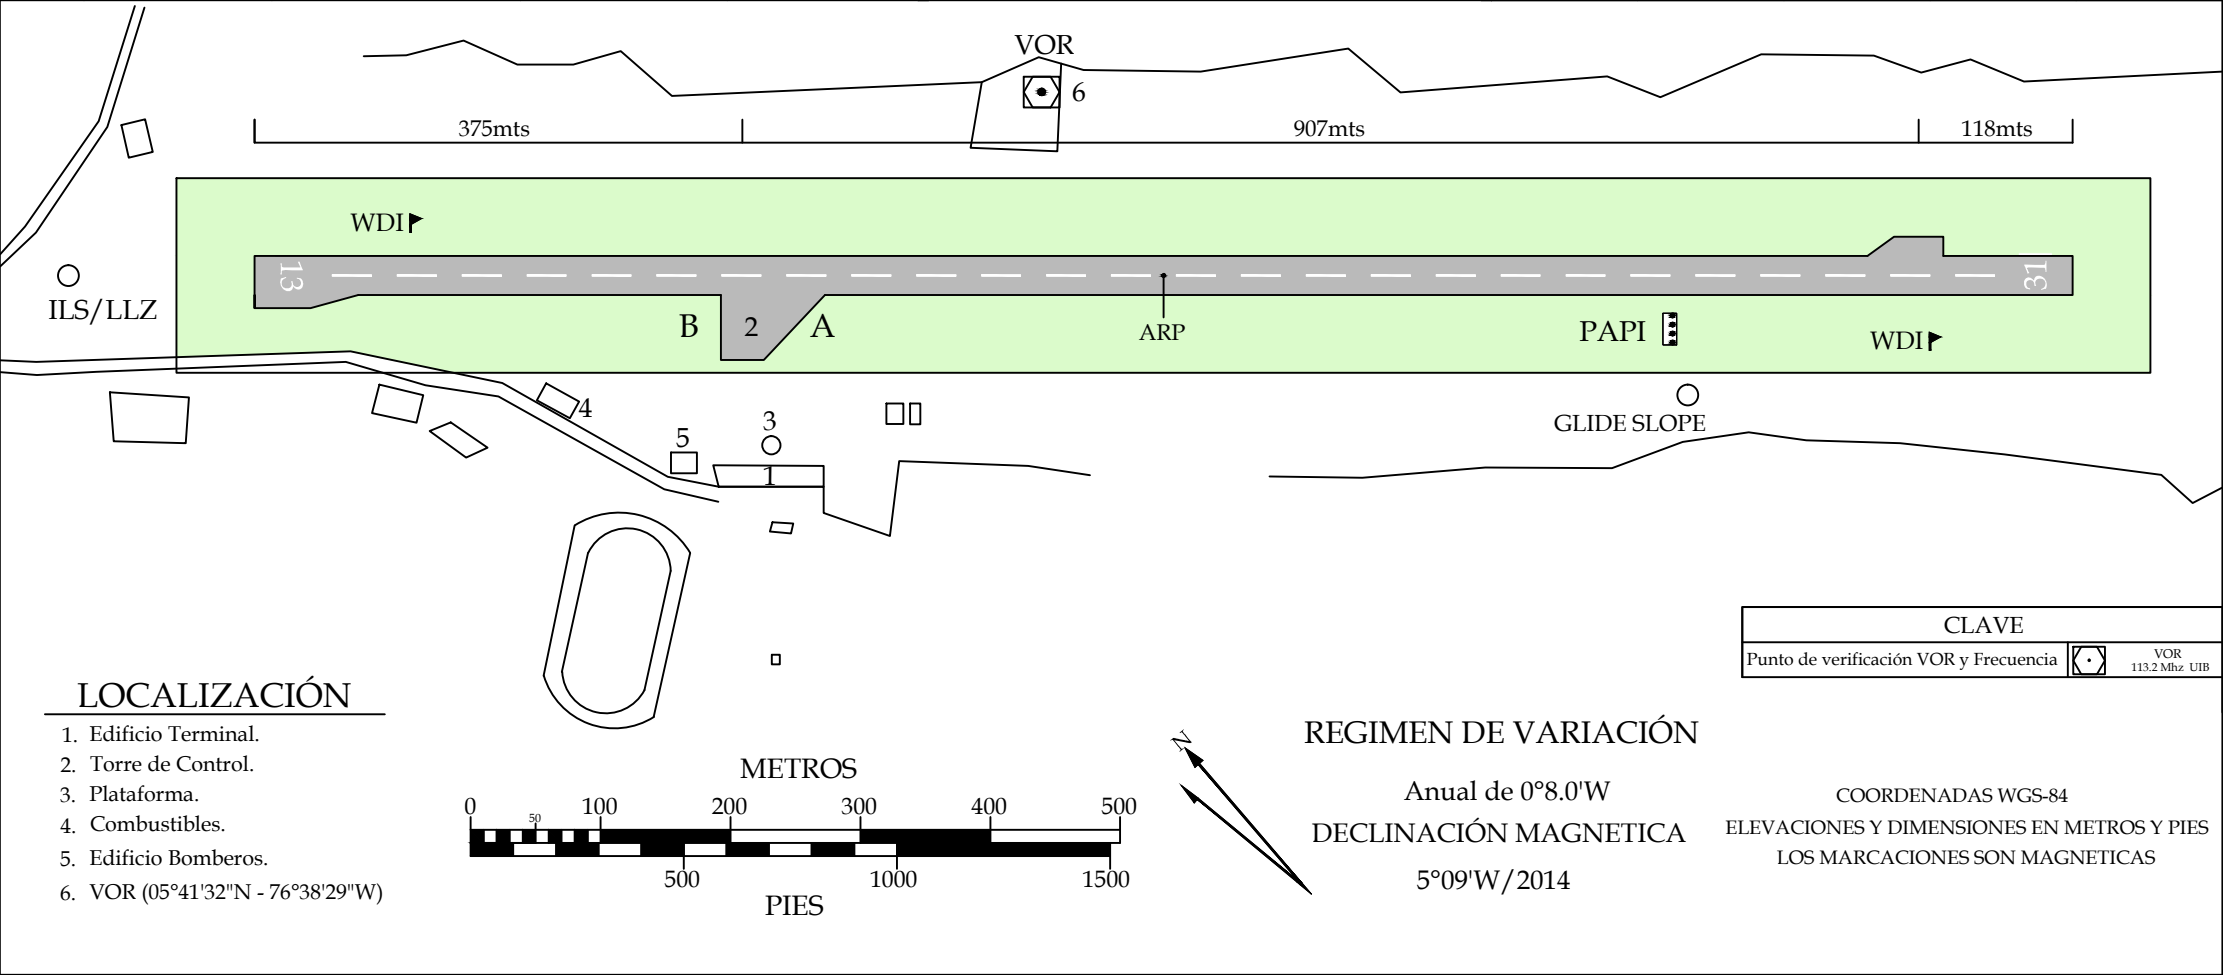 VOR
6
375mts
907mts
118mts
WDI
13
31
ILS/LLZ
B
2
A
ARP
PAPI
WDI
4
5
3
1
GLIDE SLOPE
CLAVE
Punto de verificación VOR y Frecuencia
VOR
113.2 Mhz UIB
LOCALIZACIÓN
1. Edificio Terminal.
2. Torre de Control.
3. Plataforma.
4. Combustibles.
5. Edificio Bomberos.
6. VOR (05°41'32"N - 76°38'29"W)
METROS
0 50 100 200 300 400 500
500 1000 1500
PIES
N
REGIMEN DE VARIACIÓN
Anual de 0°8.0'W
DECLINACIÓN MAGNETICA
5°09'W/2014
COORDENADAS WGS-84
ELEVACIONES Y DIMENSIONES EN METROS Y PIES
LOS MARCACIONES SON MAGNETICAS